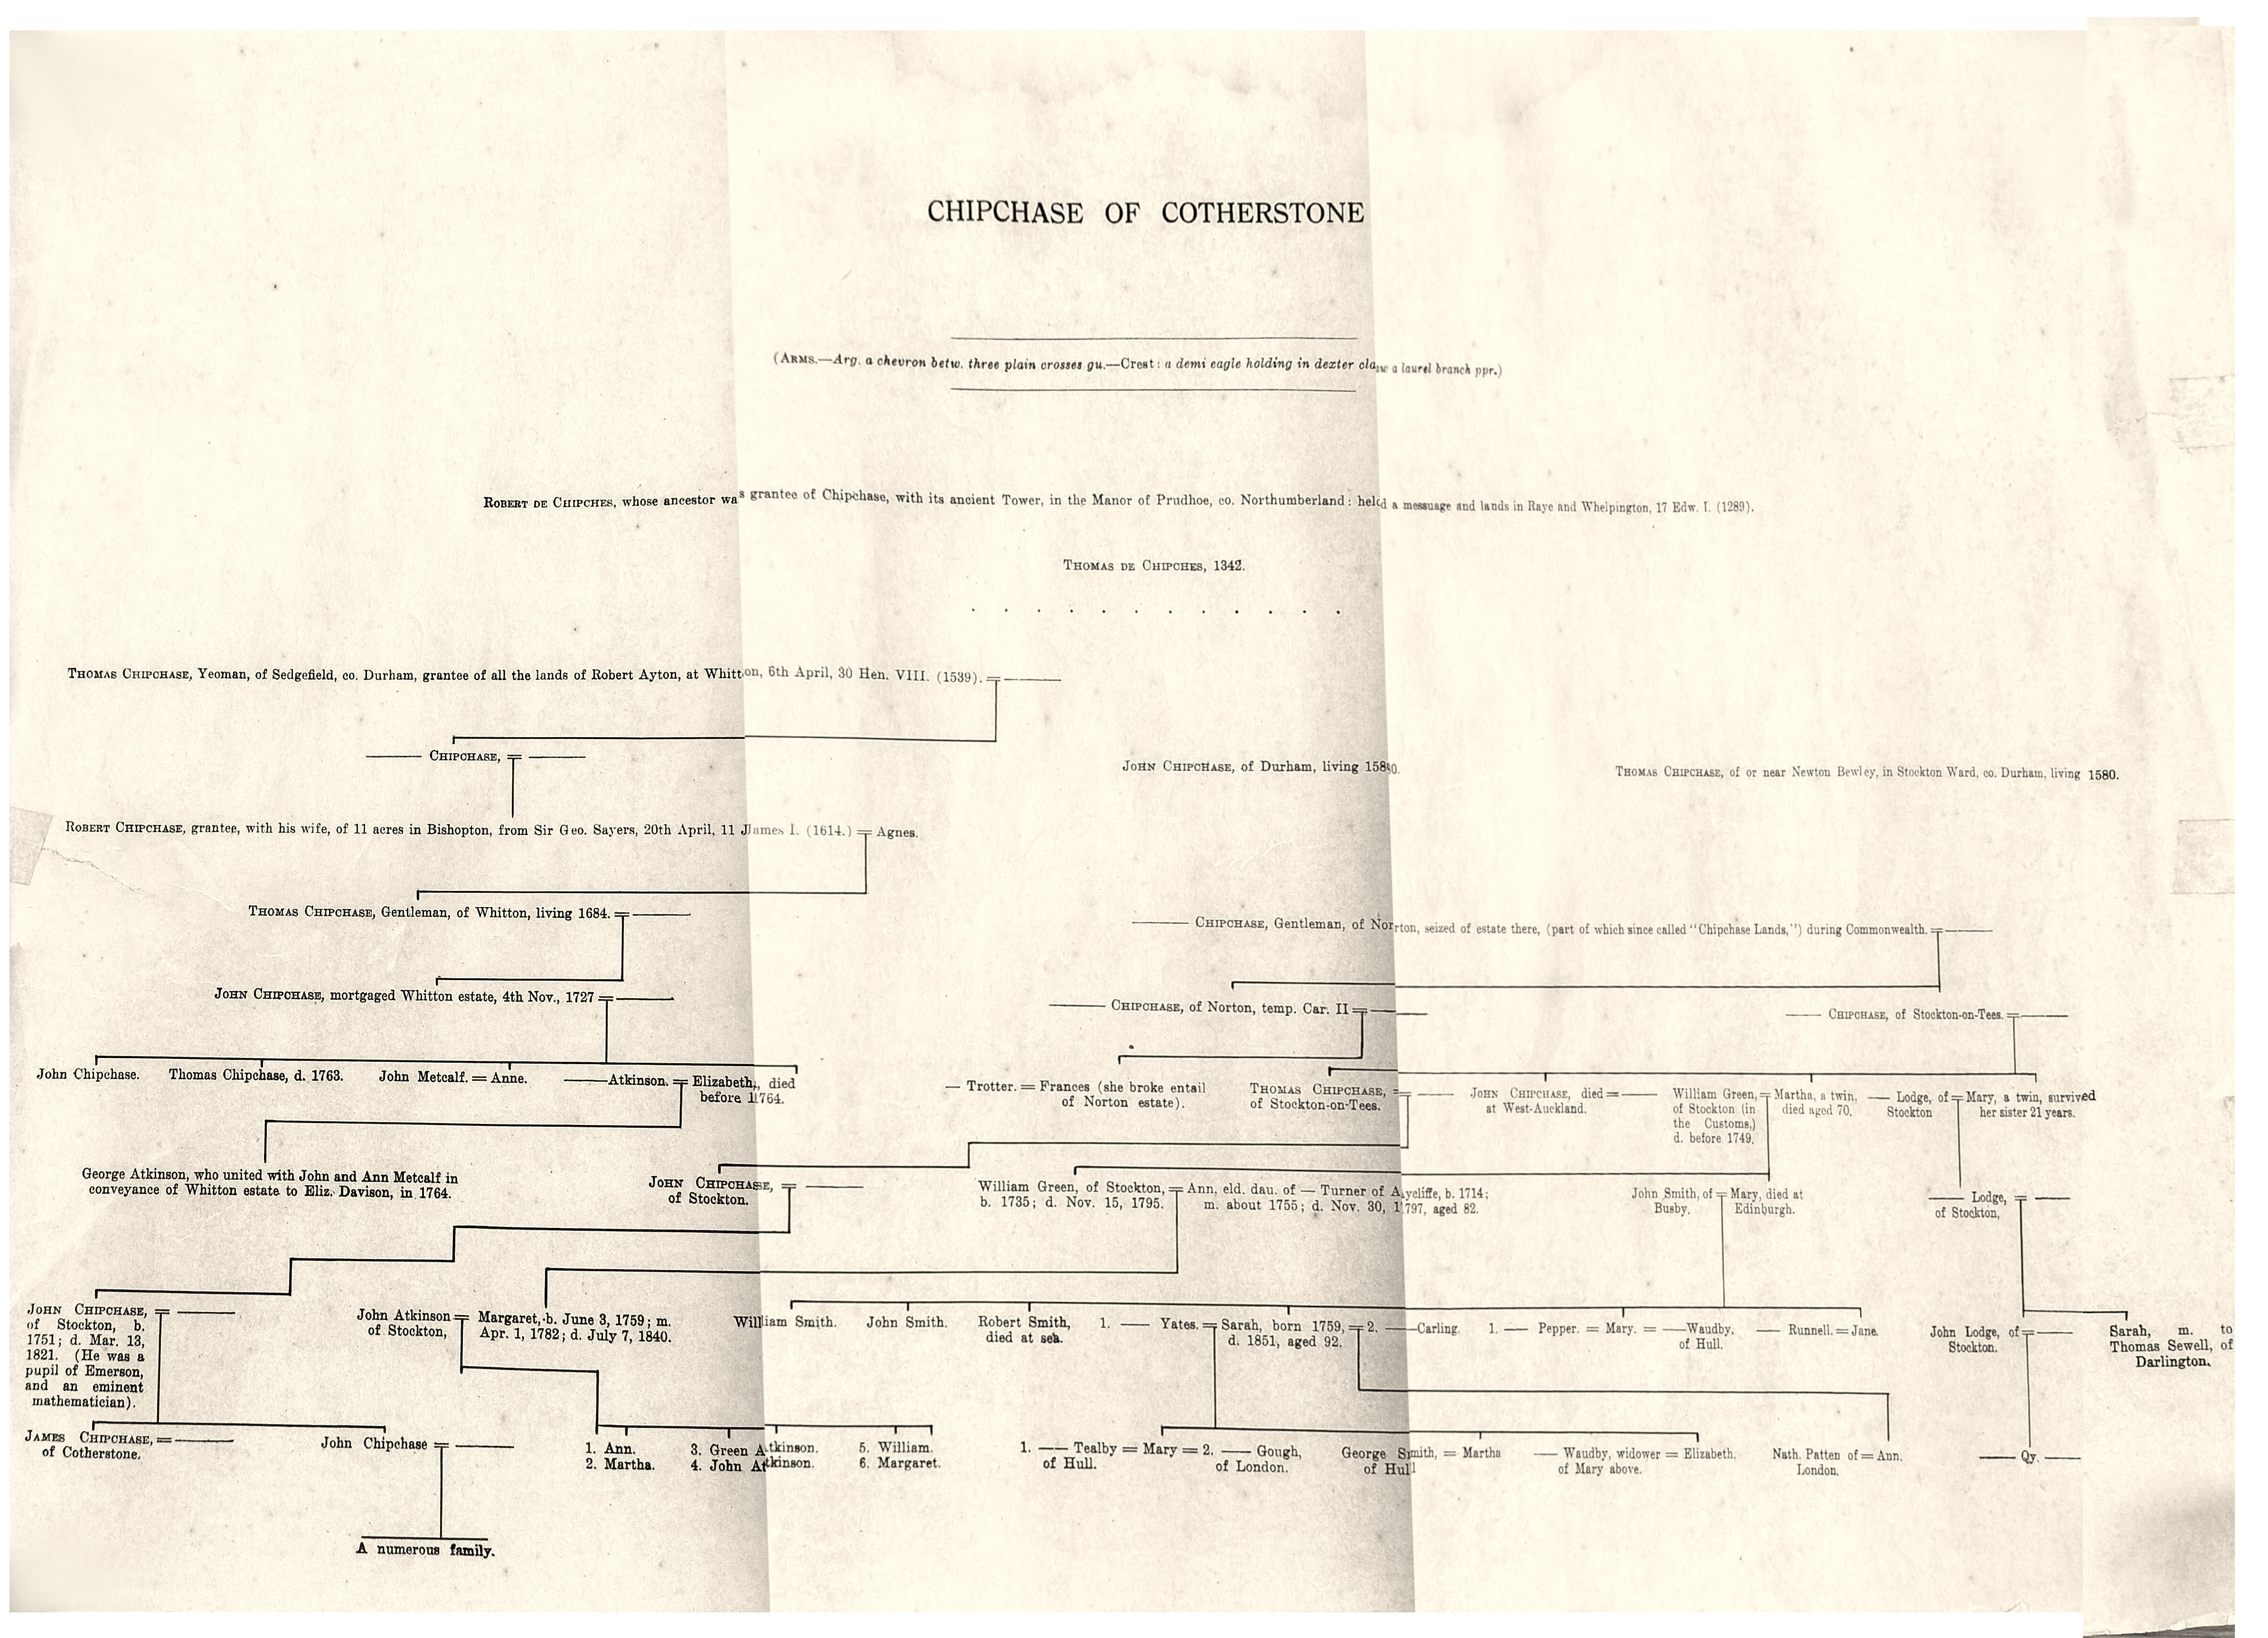 CHIPCHASE OF COTHERSTONE
(ARMS.—Arg. a chevron betw. three plain crosses gu.—Crest: a demi eagle holding in dexter claw a laurel branch ppr.)
ROBERT DE CHIPCHES, whose ancestor was grantee of Chipchase, with its ancient Tower, in the Manor of Prudhoe, co. Northumberland: held a messuage and lands in Raye and Whelpington, 17 Edw. I. (1289).
THOMAS DE CHIPCHES, 1342.
. . . . . . . . . . . .
THOMAS CHIPCHASE, Yeoman, of Sedgefield, co. Durham, grantee of all the lands of Robert Ayton, at Whitton, 6th April, 30 Hen. VIII. (1539). = ——
—— CHIPCHASE, = ——
JOHN CHIPCHASE, of Durham, living 1580.
THOMAS CHIPCHASE, of or near Newton Bewley, in Stockton Ward, co. Durham, living 1580.
ROBERT CHIPCHASE, grantee, with his wife, of 11 acres in Bishopton, from Sir Geo. Sayers, 20th April, 11 James I. (1614.) = Agnes.
THOMAS CHIPCHASE, Gentleman, of Whitton, living 1684. = ——
—— CHIPCHASE, Gentleman, of Norton, seized of estate there, (part of which since called "Chipchase Lands,") during Commonwealth. = ——
JOHN CHIPCHASE, mortgaged Whitton estate, 4th Nov., 1727 = ——
—— CHIPCHASE, of Norton, temp. Car. II = ——
—— CHIPCHASE, of Stockton-on-Tees. = ——
John Chipchase.
Thomas Chipchase, d. 1763.
John Metcalf. = Anne.
——Atkinson. = Elizabeth, died
before 1764.
— Trotter. = Frances (she broke entail
of Norton estate).
THOMAS CHIPCHASE, = ——
of Stockton-on-Tees.
JOHN CHIPCHASE, died = ——
at West-Auckland.
William Green, = Martha, a twin,
of Stockton (in
died aged 70.
the Customs,)
d. before 1749.
— Lodge, of = Mary, a twin, survived
Stockton
her sister 21 years.
George Atkinson, who united with John and Ann Metcalf in
conveyance of Whitton estate to Eliz. Davison, in 1764.
JOHN CHIPCHASE, = ——
of Stockton.
William Green, of Stockton, = Ann, eld. dau. of — Turner of Aycliffe, b. 1714;
b. 1735; d. Nov. 15, 1795.
m. about 1755; d. Nov. 30, 1797, aged 82.
John Smith, of = Mary, died at
Busby.
Edinburgh.
—— Lodge, = ——
of Stockton,
JOHN CHIPCHASE, = ——
of Stockton, b.
1751; d. Mar. 13,
1821. (He was a
pupil of Emerson,
and an eminent
mathematician).
John Atkinson = Margaret, b. June 3, 1759; m.
of Stockton,
Apr. 1, 1782; d. July 7, 1840.
William Smith.
John Smith.
Robert Smith,
died at sea.
1. —— Yates. = Sarah, born 1759, = 2. ——Carling.
d. 1851, aged 92.
1. —— Pepper. = Mary. = ——Waudby,
of Hull.
—— Runnell. = Jane.
John Lodge, of = ——
Stockton.
Sarah, m. to
Thomas Sewell, of
Darlington.
JAMES CHIPCHASE, = ——
of Cotherstone.
John Chipchase = ——
1. Ann.
2. Martha.
3. Green Atkinson.
4. John Atkinson.
5. William.
6. Margaret.
1. —— Tealby = Mary = 2. —— Gough,
of Hull.
of London.
George Smith, = Martha
of Hull
—— Waudby, widower = Elizabeth.
of Mary above.
Nath. Patten of = Ann.
London.
—— Qy. ——
A numerous family.